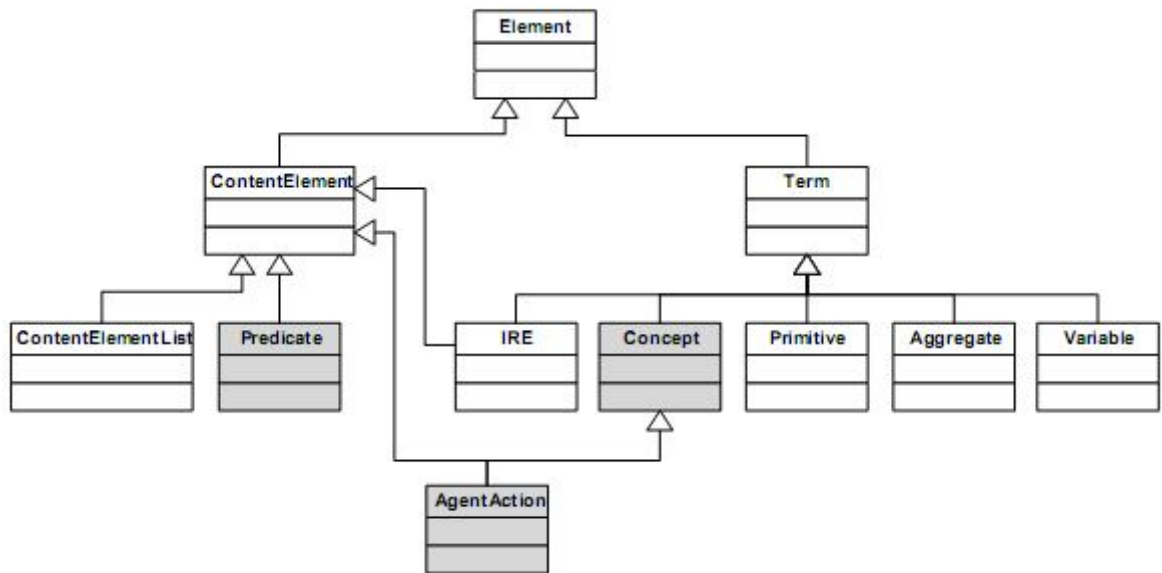 Element
ContentElement
Term
ContentElementList
Predicate
IRE
Concept
Primitive
Aggregate
Variable
AgentAction